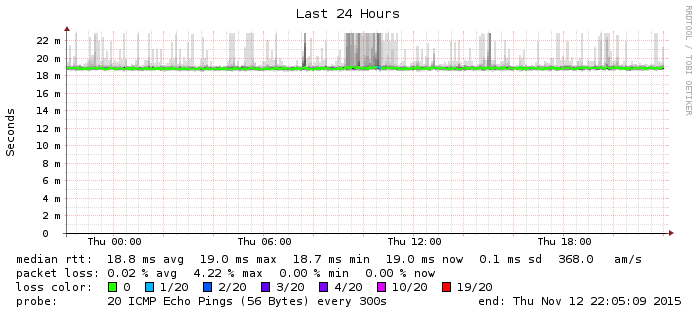 Last 24 Hours
RRDTOOL / TOBI OETIKER
Seconds
22 m
20 m
18 m
16 m
14 m
12 m
10 m
8 m
6 m
4 m
2 m
0
Thu 00:00 Thu 06:00 Thu 12:00 Thu 18:00
median rtt: 18.8 ms avg 19.0 ms max 18.7 ms min 19.0 ms now 0.1 ms sd 368.0 am/s
packet loss: 0.02 % avg 4.22 % max 0.00 % min 0.00 % now
loss color: 0 1/20 2/20 3/20 4/20 10/20 19/20
probe: 20 ICMP Echo Pings (56 Bytes) every 300s end: Thu Nov 12 22:05:09 2015